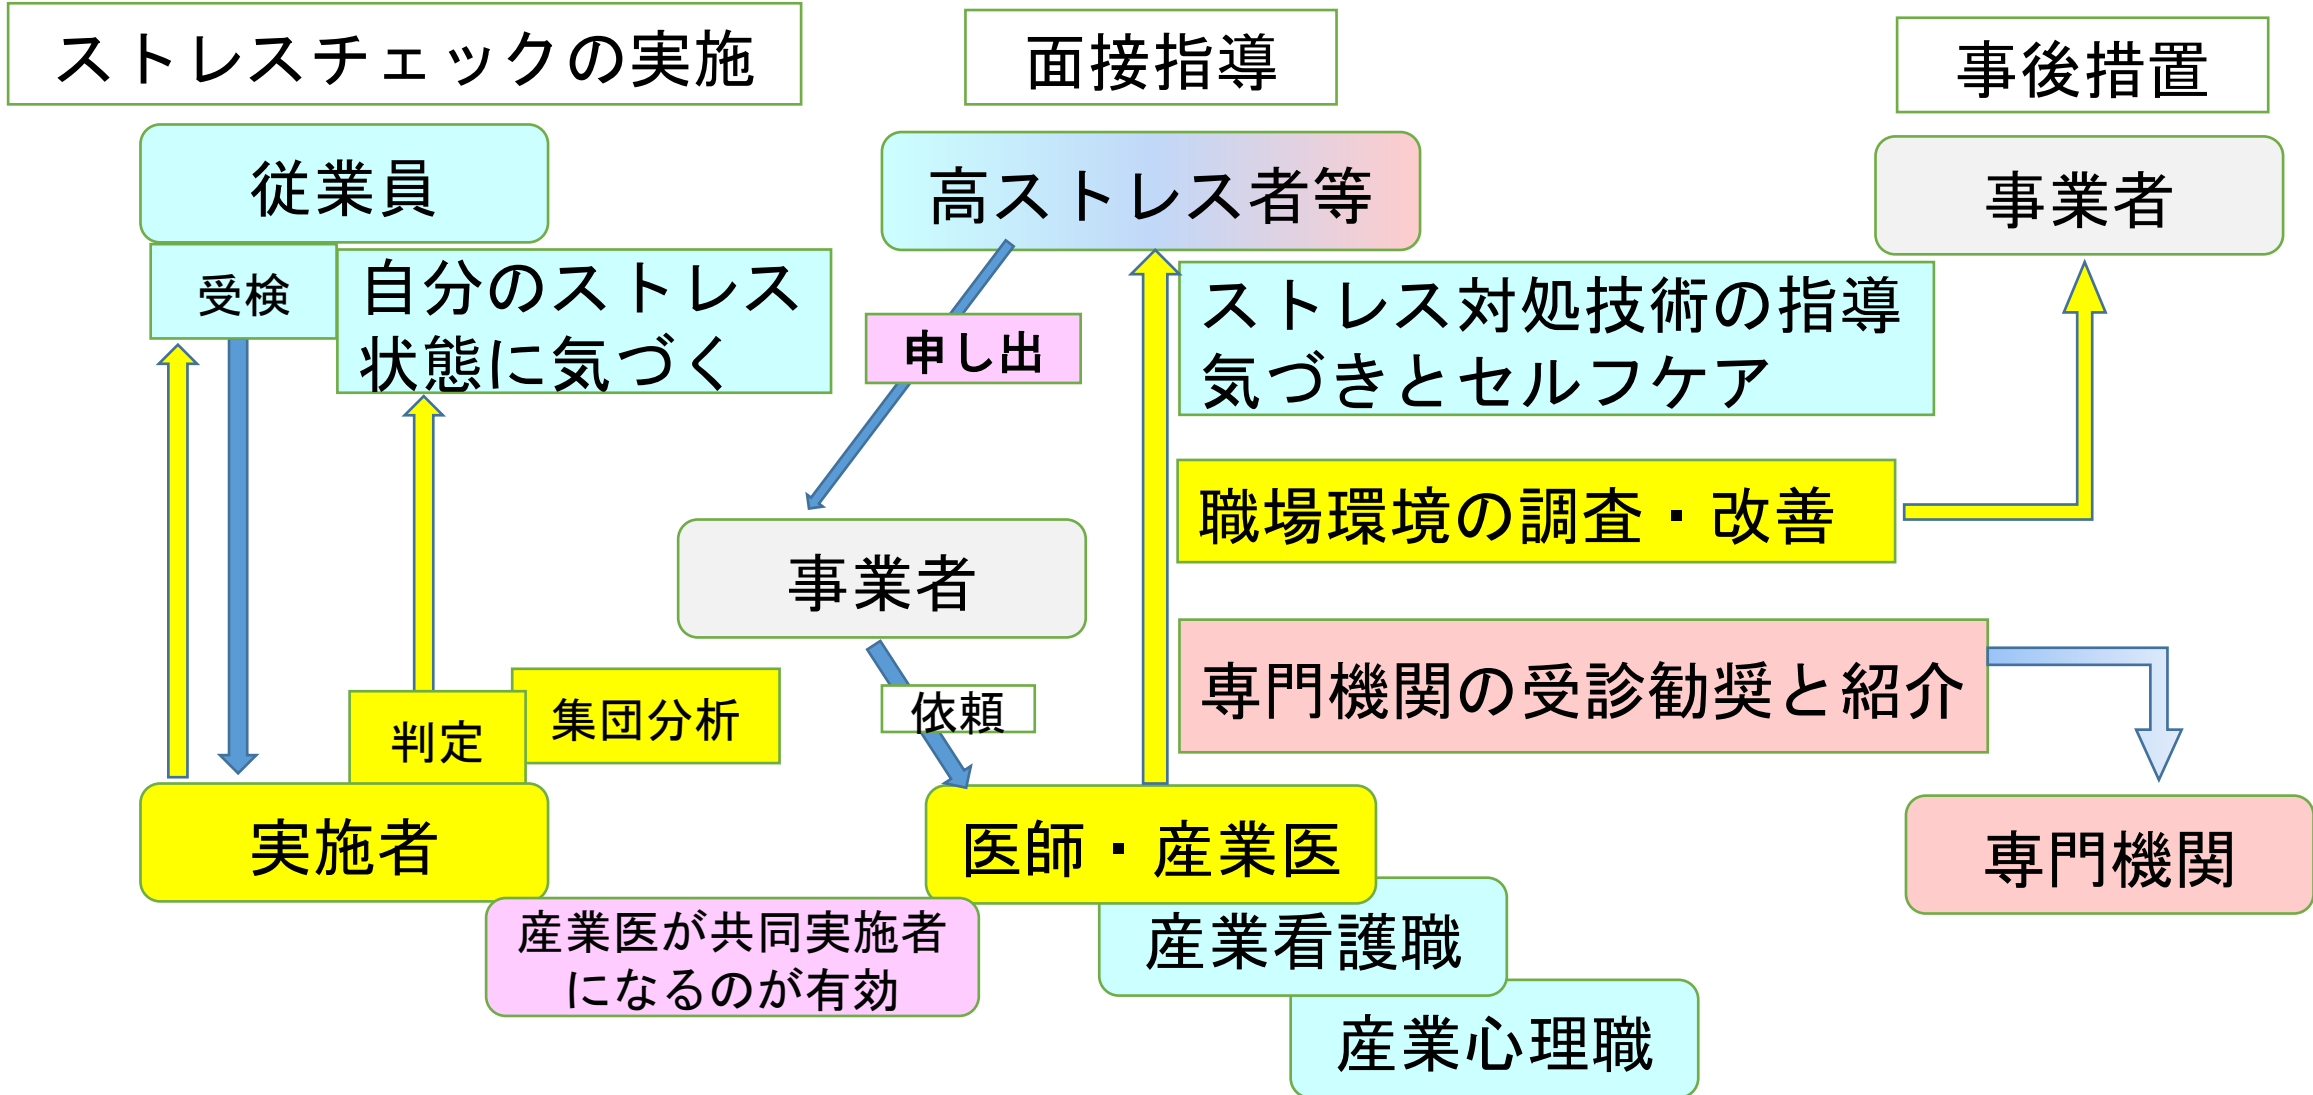 ストレスチェックの実施
面接指導
事後措置
従業員
高ストレス者等
事業者
受検
自分のストレス
状態に気づく
申し出
ストレス対処技術の指導
気づきとセルフケア
職場環境の調査・改善
事業者
専門機関の受診勧奨と紹介
集団分析
判定
依頼
実施者
医師・産業医
専門機関
産業医が共同実施者
になるのが有効
産業看護職
産業心理職